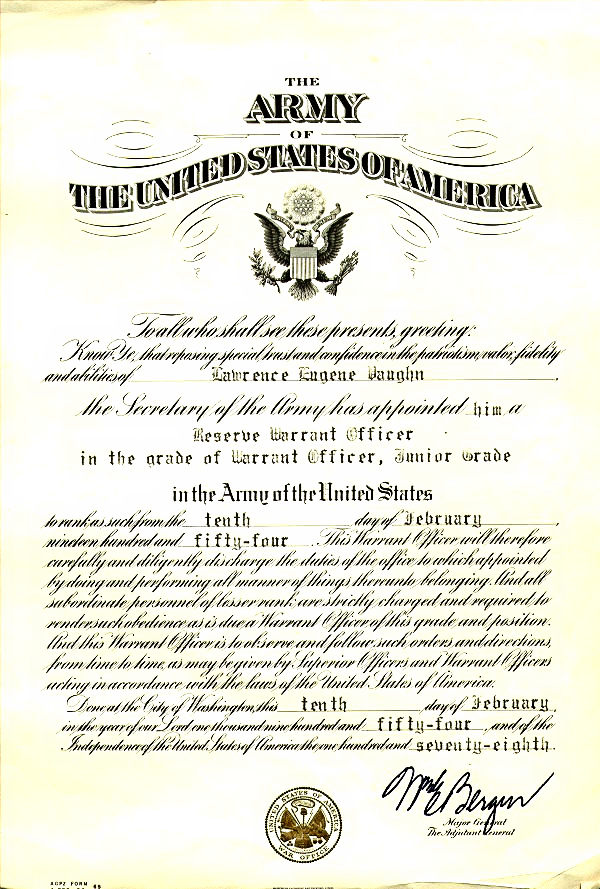 THE
ARMY
OF
THE UNITED STATES OF AMERICA
To all who shall see these presents, greeting:
Know Ye, that reposing special trust and confidence in the patriotism, valor, fidelity
and abilities of Lawrence Eugene Vaughn,
the Secretary of the Army has appointed him a
Reserve Warrant Officer
in the grade of Warrant Officer, Junior Grade
in the Army of the United States
to rank as such from the tenth day of February,
nineteen hundred and fifty-four. This Warrant Officer will therefore
carefully and diligently discharge the duties of the office to which appointed
by doing and performing all manner of things thereunto belonging. And all
subordinate personnel of lesser rank are strictly charged and required to
render such obedience as is due a Warrant Officer of this grade and position.
And this Warrant Officer is to observe and follow such orders and directions,
from time to time, as may be given by Superior Officers and Warrant Officers
acting in accordance with the laws of the United States of America.
Done at the City of Washington, this tenth day of February,
in the year of our Lord one thousand nine hundred and fifty-four, and of the
Independence of the United States of America the one hundred and seventy-eighth.
Wm E Bergin
Major General
The Adjutant General
UNITED STATES OF AMERICA
WAR OFFICE
FORM 65